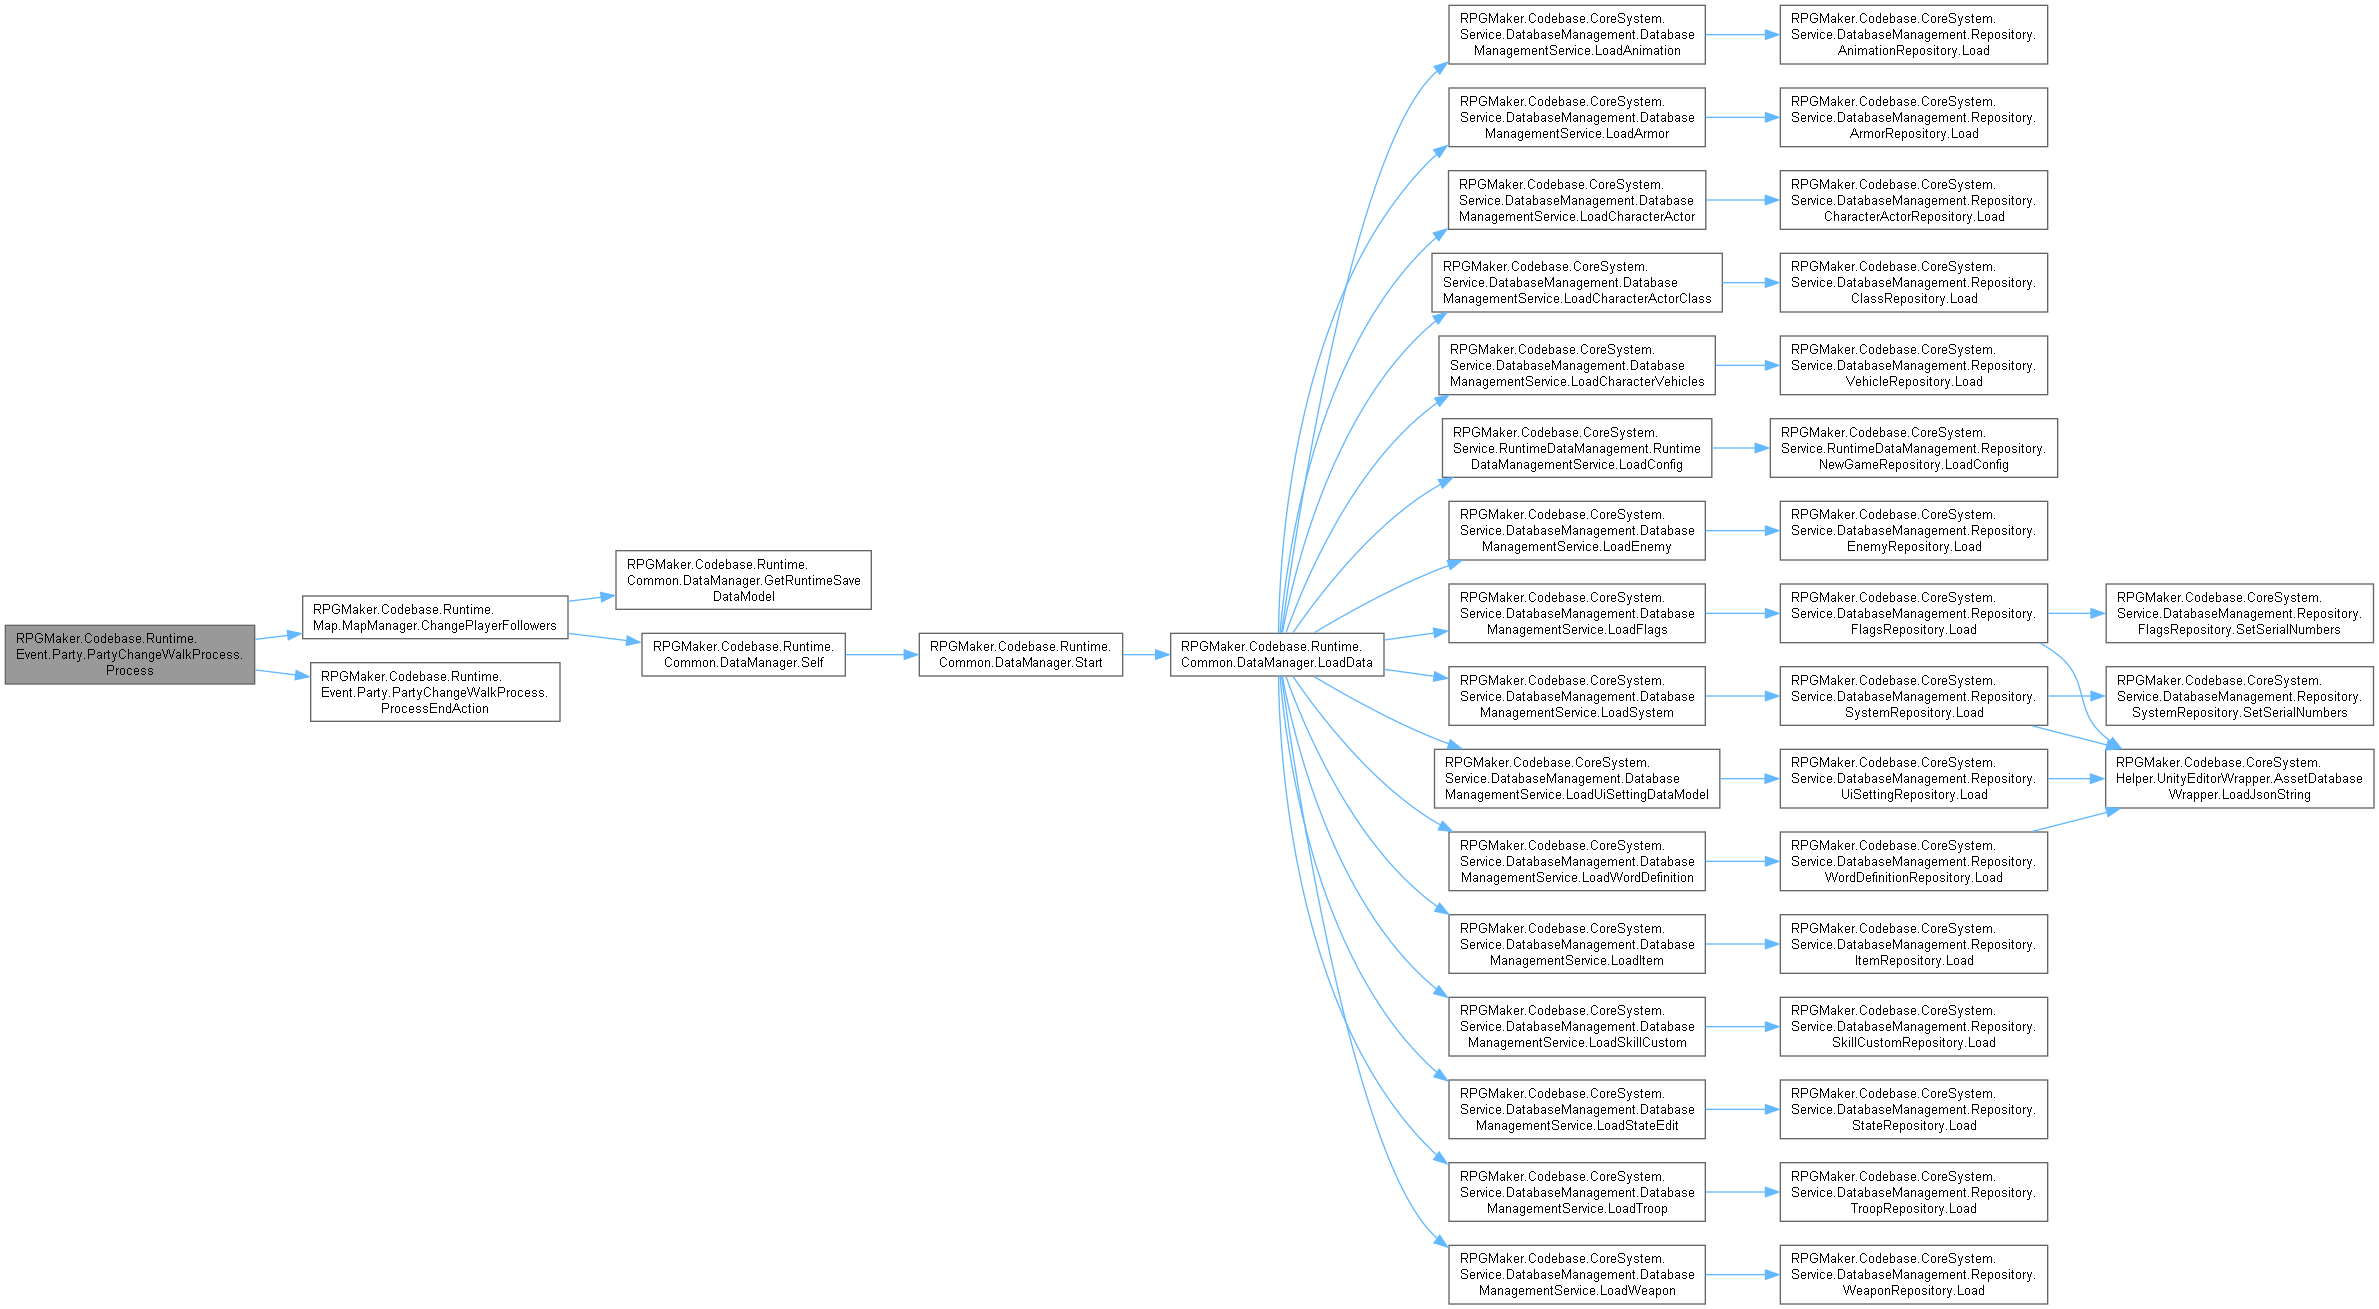 RPGMaker.Codebase.Runtime.
Event.Party.PartyChangeWalkProcess.
Process
RPGMaker.Codebase.Runtime.
Map.MapManager.ChangePlayerFollowers
RPGMaker.Codebase.Runtime.
Event.Party.PartyChangeWalkProcess.
ProcessEndAction
RPGMaker.Codebase.Runtime.
Common.DataManager.GetRuntimeSave
DataModel
RPGMaker.Codebase.Runtime.
Common.DataManager.Self
RPGMaker.Codebase.Runtime.
Common.DataManager.Start
RPGMaker.Codebase.Runtime.
Common.DataManager.LoadData
RPGMaker.Codebase.CoreSystem.
Service.DatabaseManagement.Database
ManagementService.LoadAnimation
RPGMaker.Codebase.CoreSystem.
Service.DatabaseManagement.Repository.
AnimationRepository.Load
RPGMaker.Codebase.CoreSystem.
Service.DatabaseManagement.Database
ManagementService.LoadArmor
RPGMaker.Codebase.CoreSystem.
Service.DatabaseManagement.Repository.
ArmorRepository.Load
RPGMaker.Codebase.CoreSystem.
Service.DatabaseManagement.Database
ManagementService.LoadCharacterActor
RPGMaker.Codebase.CoreSystem.
Service.DatabaseManagement.Repository.
CharacterActorRepository.Load
RPGMaker.Codebase.CoreSystem.
Service.DatabaseManagement.Database
ManagementService.LoadCharacterActorClass
RPGMaker.Codebase.CoreSystem.
Service.DatabaseManagement.Repository.
ClassRepository.Load
RPGMaker.Codebase.CoreSystem.
Service.DatabaseManagement.Database
ManagementService.LoadCharacterVehicles
RPGMaker.Codebase.CoreSystem.
Service.DatabaseManagement.Repository.
VehicleRepository.Load
RPGMaker.Codebase.CoreSystem.
Service.RuntimeDataManagement.Runtime
DataManagementService.LoadConfig
RPGMaker.Codebase.CoreSystem.
Service.RuntimeDataManagement.Repository.
NewGameRepository.LoadConfig
RPGMaker.Codebase.CoreSystem.
Service.DatabaseManagement.Database
ManagementService.LoadEnemy
RPGMaker.Codebase.CoreSystem.
Service.DatabaseManagement.Repository.
EnemyRepository.Load
RPGMaker.Codebase.CoreSystem.
Service.DatabaseManagement.Database
ManagementService.LoadFlags
RPGMaker.Codebase.CoreSystem.
Service.DatabaseManagement.Repository.
FlagsRepository.Load
RPGMaker.Codebase.CoreSystem.
Service.DatabaseManagement.Repository.
FlagsRepository.SetSerialNumbers
RPGMaker.Codebase.CoreSystem.
Service.DatabaseManagement.Database
ManagementService.LoadSystem
RPGMaker.Codebase.CoreSystem.
Service.DatabaseManagement.Repository.
SystemRepository.Load
RPGMaker.Codebase.CoreSystem.
Service.DatabaseManagement.Repository.
SystemRepository.SetSerialNumbers
RPGMaker.Codebase.CoreSystem.
Service.DatabaseManagement.Database
ManagementService.LoadUiSettingDataModel
RPGMaker.Codebase.CoreSystem.
Service.DatabaseManagement.Repository.
UiSettingRepository.Load
RPGMaker.Codebase.CoreSystem.
Helper.UnityEditorWrapper.AssetDatabase
Wrapper.LoadJsonString
RPGMaker.Codebase.CoreSystem.
Service.DatabaseManagement.Database
ManagementService.LoadWordDefinition
RPGMaker.Codebase.CoreSystem.
Service.DatabaseManagement.Repository.
WordDefinitionRepository.Load
RPGMaker.Codebase.CoreSystem.
Service.DatabaseManagement.Database
ManagementService.LoadItem
RPGMaker.Codebase.CoreSystem.
Service.DatabaseManagement.Repository.
ItemRepository.Load
RPGMaker.Codebase.CoreSystem.
Service.DatabaseManagement.Database
ManagementService.LoadSkillCustom
RPGMaker.Codebase.CoreSystem.
Service.DatabaseManagement.Repository.
SkillCustomRepository.Load
RPGMaker.Codebase.CoreSystem.
Service.DatabaseManagement.Database
ManagementService.LoadStateEdit
RPGMaker.Codebase.CoreSystem.
Service.DatabaseManagement.Repository.
StateRepository.Load
RPGMaker.Codebase.CoreSystem.
Service.DatabaseManagement.Database
ManagementService.LoadTroop
RPGMaker.Codebase.CoreSystem.
Service.DatabaseManagement.Repository.
TroopRepository.Load
RPGMaker.Codebase.CoreSystem.
Service.DatabaseManagement.Database
ManagementService.LoadWeapon
RPGMaker.Codebase.CoreSystem.
Service.DatabaseManagement.Repository.
WeaponRepository.Load